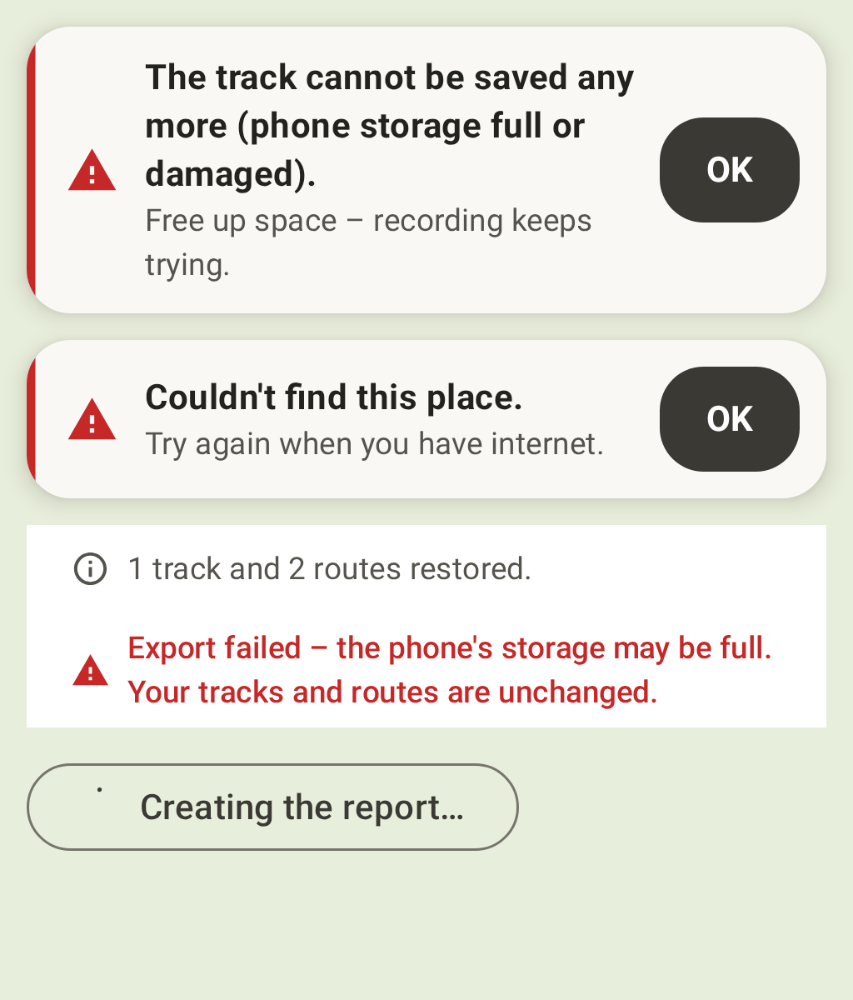 The track cannot be saved any
more (phone storage full or
damaged).
Free up space – recording keeps
trying.
OK
Couldn't find this place.
Try again when you have internet.
OK
1 track and 2 routes restored.
Export failed – the phone's storage may be full.
Your tracks and routes are unchanged.
Creating the report…